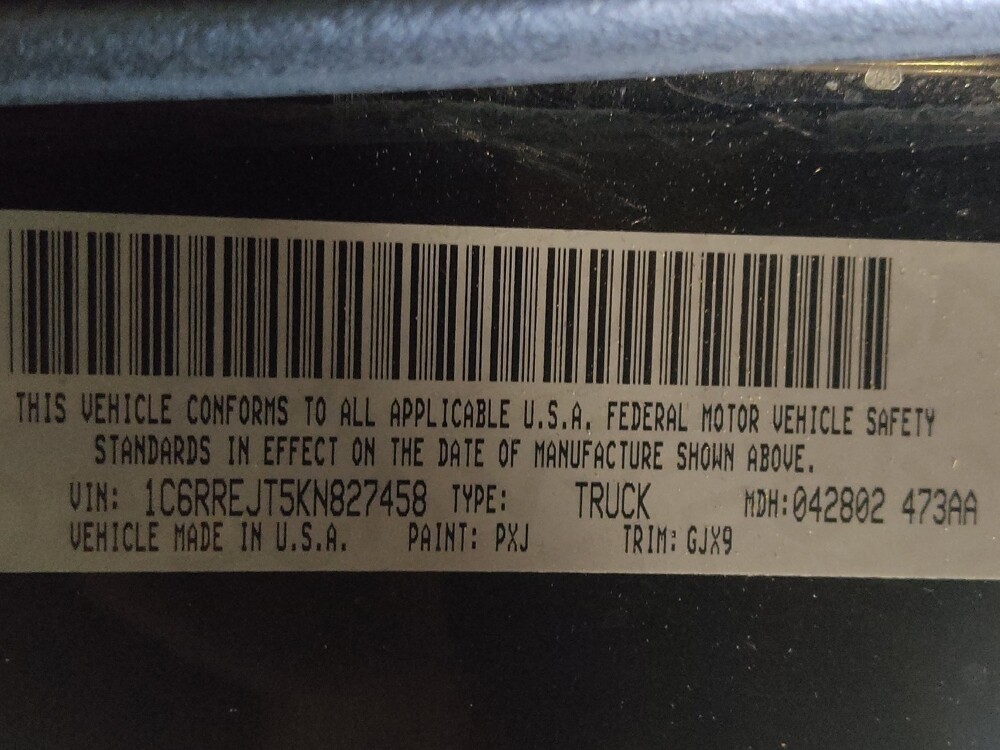 THIS VEHICLE CONFORMS TO ALL APPLICABLE U.S.A. FEDERAL MOTOR VEHICLE SAFETY
STANDARDS IN EFFECT ON THE DATE OF MANUFACTURE SHOWN ABOVE.
VIN: 1C6RREJT5KN827458 TYPE: TRUCK MDH:042802 473AA
VEHICLE MADE IN U.S.A. PAINT: PXJ TRIM: GJX9